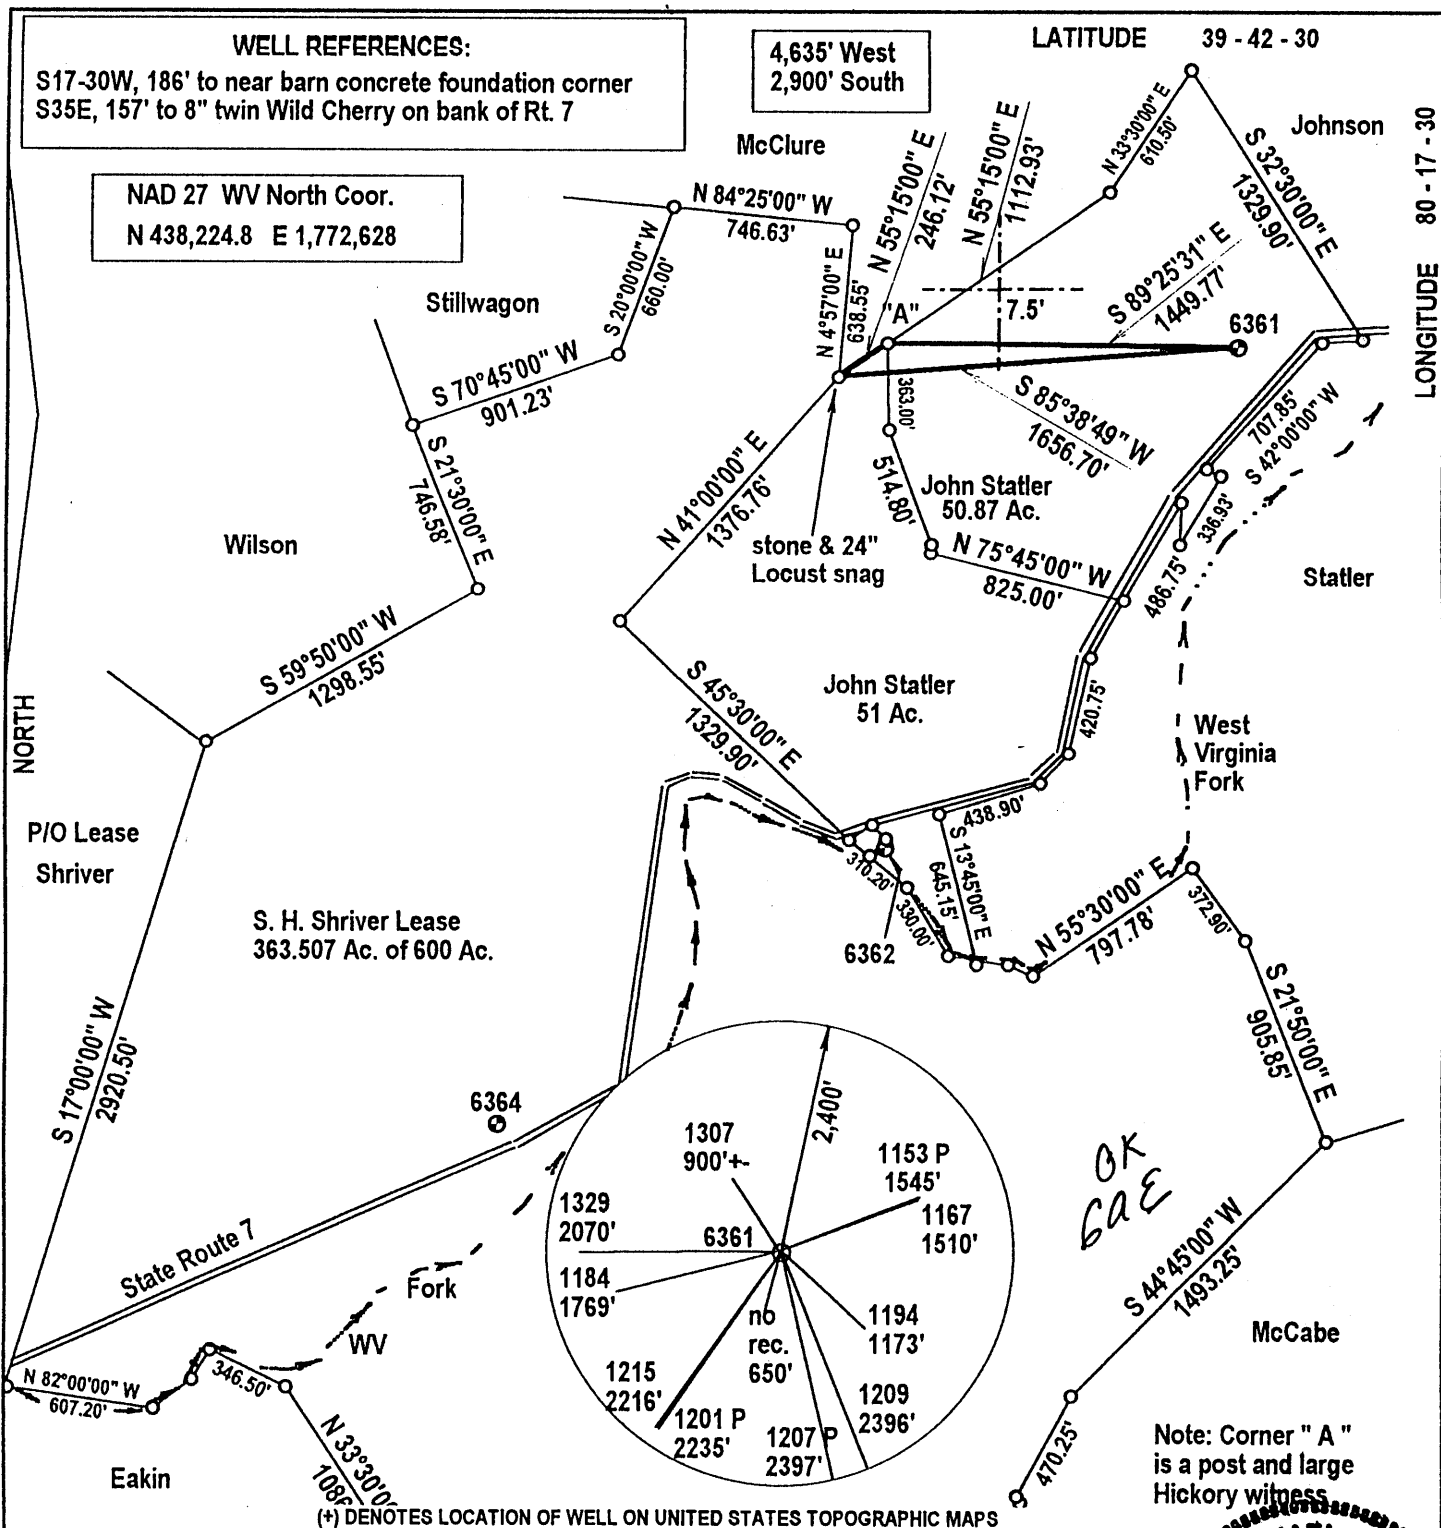 WELL REFERENCES:
S17-30W, 186' to near barn concrete foundation corner
S35E, 157' to 8" twin Wild Cherry on bank of Rt. 7
4,635' West
2,900' South
LATITUDE 39 - 42 - 30
LONGITUDE 80 - 17 - 30
NAD 27 WV North Coor.
N 438,224.8 E 1,772,628
McClure
Johnson
N 84°25'00" W
746.63'
N 4°57'00" E
638.55'
N 55°15'00" E
246.12'
N 55°15'00" E
1112.93'
N 33°30'00" E
610.50'
S 32°30'00" E
1329.90'
S 89°25'31" E
1449.77'
7.5'
6361
"A"
Stillwagon
S 20°00'00" W
660.00'
S 70°45'00" W
901.23'
S 21°30'00" E
746.58'
Wilson
S 59°50'00" W
1298.55'
N 41°00'00" E
1376.76'
363.00'
514.80'
S 85°38'49" W
1656.70'
John Statler
50.87 Ac.
stone & 24"
Locust snag
N 75°45'00" W
825.00'
707.85'
S 42°00'00" W
336.93'
486.75'
Statler
420.75'
S 45°30'00" E
1329.90'
John Statler
51 Ac.
West
Virginia
Fork
NORTH
P/O Lease
Shriver
S. H. Shriver Lease
363.507 Ac. of 600 Ac.
438.90'
310.20'
330.00'
S 13°45'00" E
645.15'
6362
N 55°30'00" E
797.78'
372.90'
S 21°50'00" E
905.85'
S 17°00'00" W
2920.50'
6364
State Route 7
Fork
WV
2,400'
1307
900'+-
1153 P
1545'
1167
1510'
1329
2070'
6361
1184
1769'
no
rec.
650'
1194
1173'
1215
2216'
1201 P
2235'
1207 P
2397'
1209
2396'
OK
GAE
S 44°45'00" W
1493.25'
McCabe
470.25'
N 82°00'00" W
607.20'
346.50'
N 33°30'0
108
Eakin
Note: Corner " A "
is a post and large
Hickory witness
(+) DENOTES LOCATION OF WELL ON UNITED STATES TOPOGRAPHIC MAPS